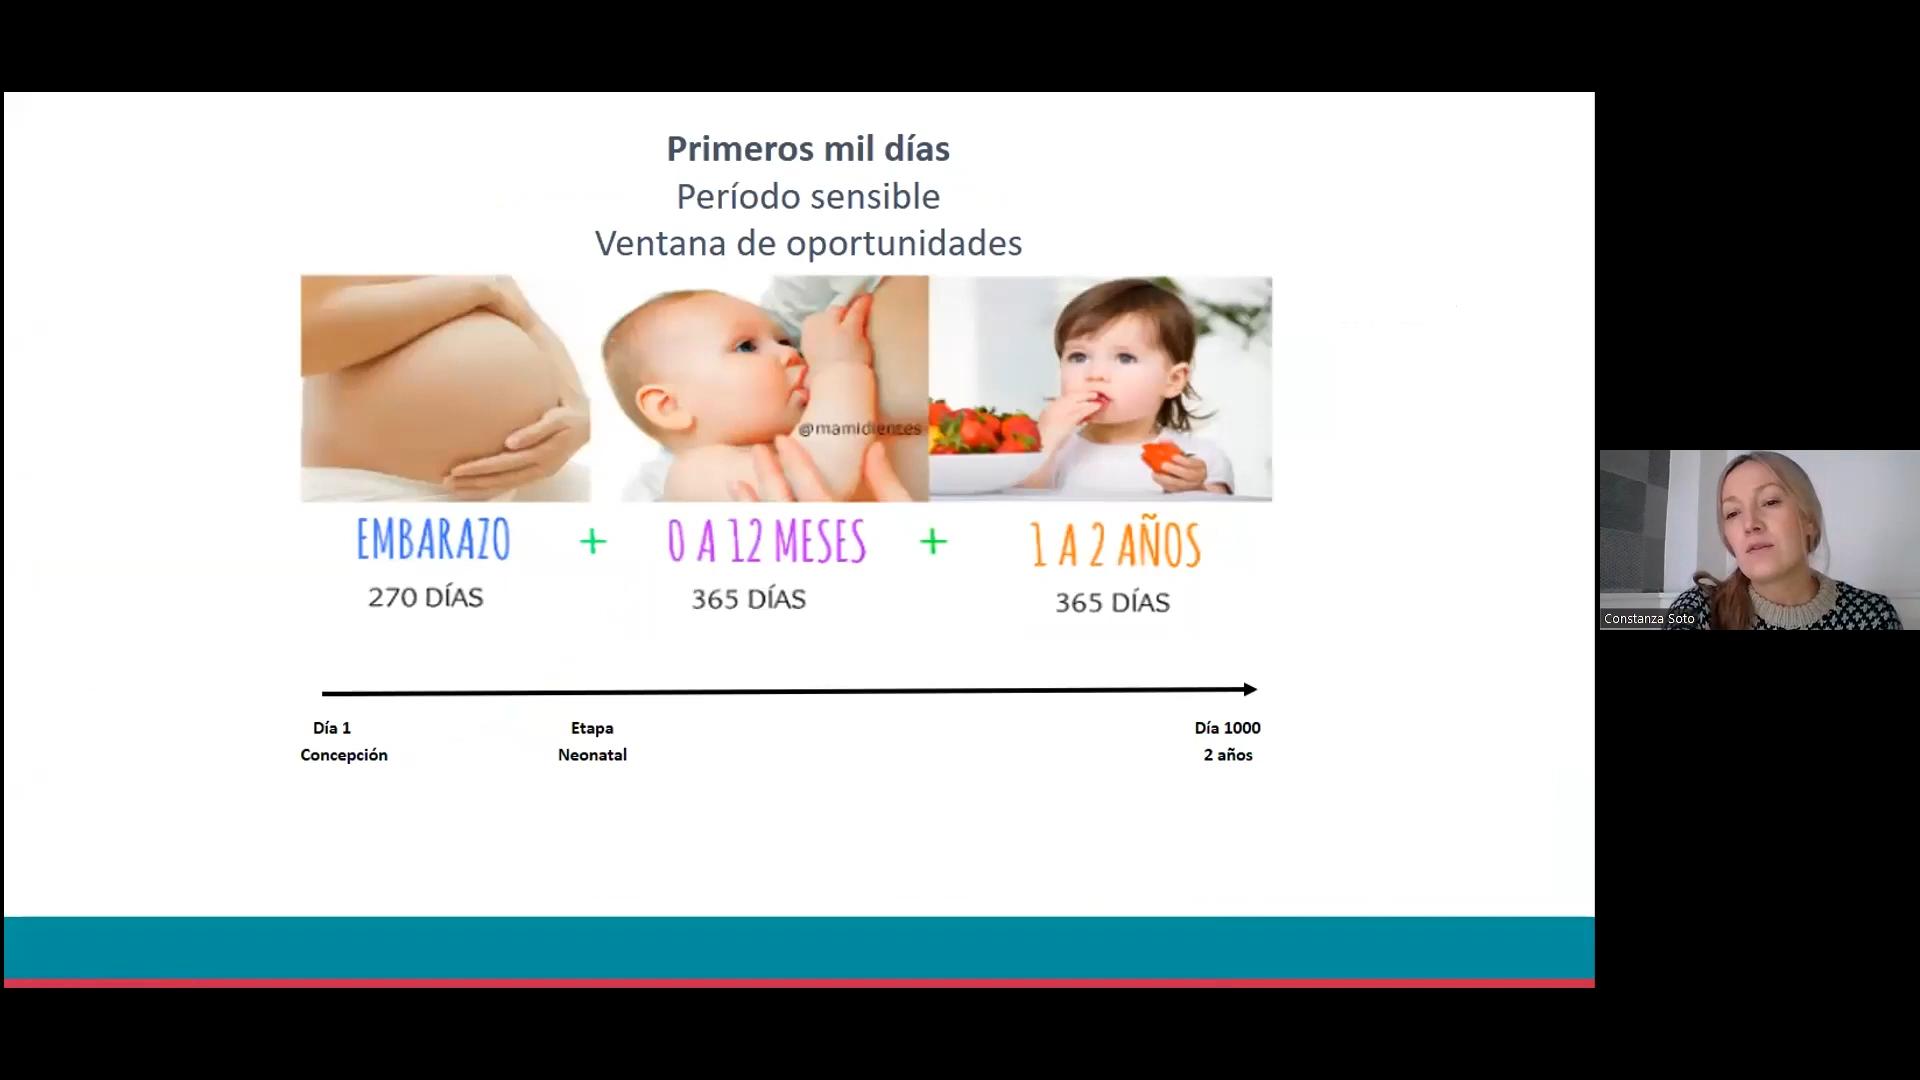 Primeros mil días
Período sensible
Ventana de oportunidades
@mamidientes
EMBARAZO + 0 A 12 MESES + 1 A 2 AÑOS
270 DÍAS 365 DÍAS 365 DÍAS
Día 1 Etapa Día 1000
Concepción Neonatal 2 años
Constanza Soto